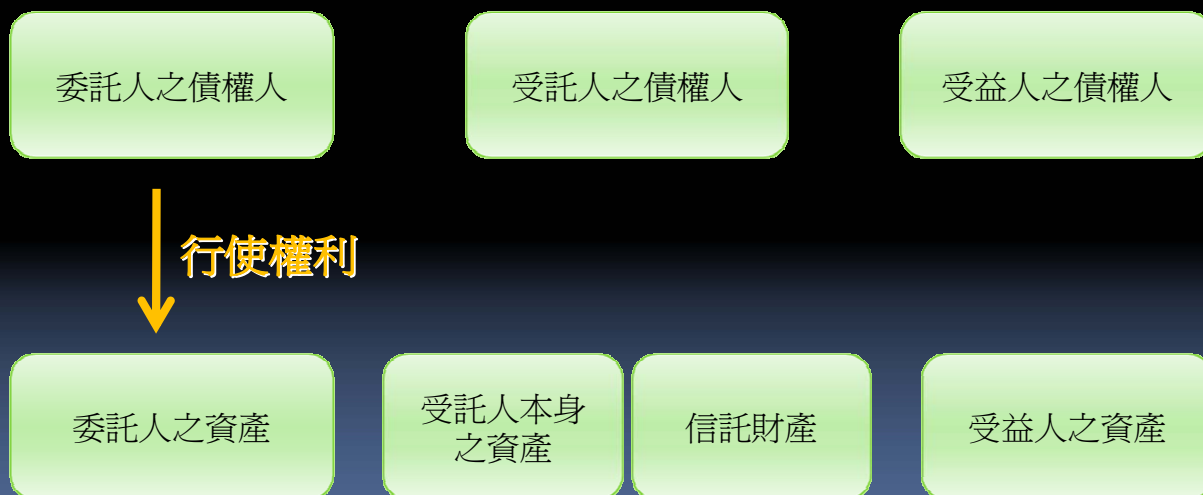 委託人之債權人
受託人之債權人
受益人之債權人
行使權利
委託人之資產
受託人本身
之資產
信託財產
受益人之資產